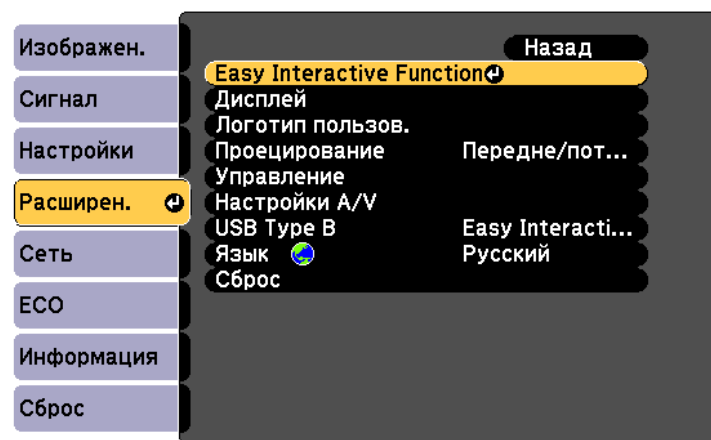 Изображен.
Сигнал
Настройки
Расширен.
Сеть
ECO
Информация
Сброс
Назад
Easy Interactive Function
Дисплей
Логотип пользов.
Проецирование Передне/пот...
Управление
Настройки A/V
USB Type B Easy Interacti...
Язык Русский
Сброс